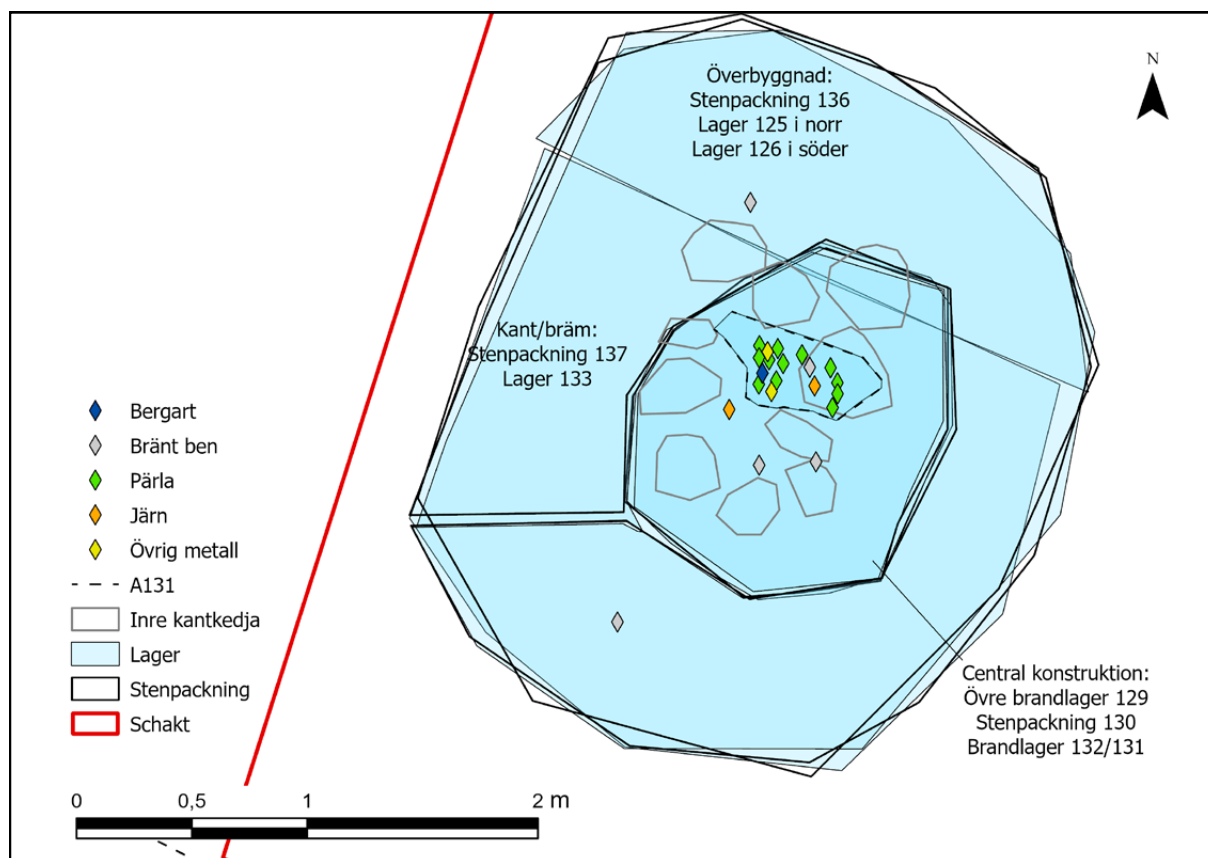 N
Överbyggnad:
Stenpackning 136
Lager 125 i norr
Lager 126 i söder
Kant/bräm:
Stenpackning 137
Lager 133
Bergart
Bränt ben
Pärla
Järn
Övrig metall
A131
Inre kantkedja
Lager
Stenpackning
Schakt
Central konstruktion:
Övre brandlager 129
Stenpackning 130
Brandlager 132/131
0 0,5 1 2 m